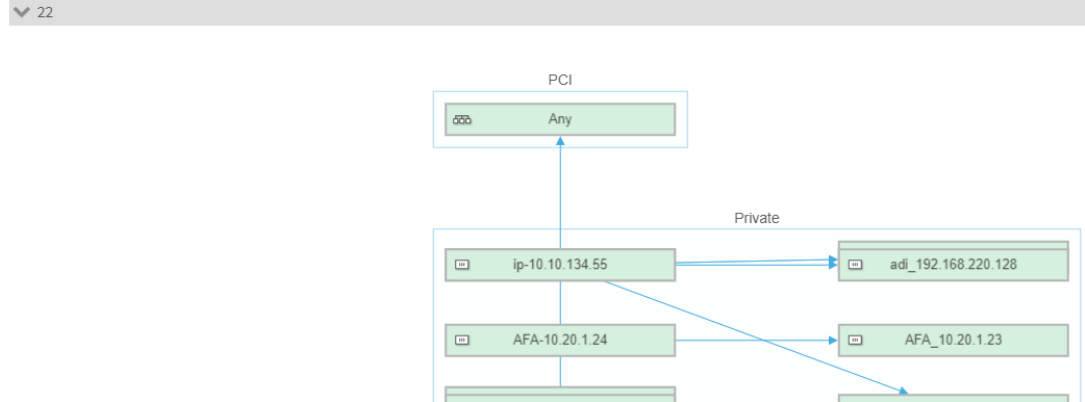 22
PCI
Any
Private
ip-10.10.134.55
adi_192.168.220.128
AFA-10.20.1.24
AFA_10.20.1.23